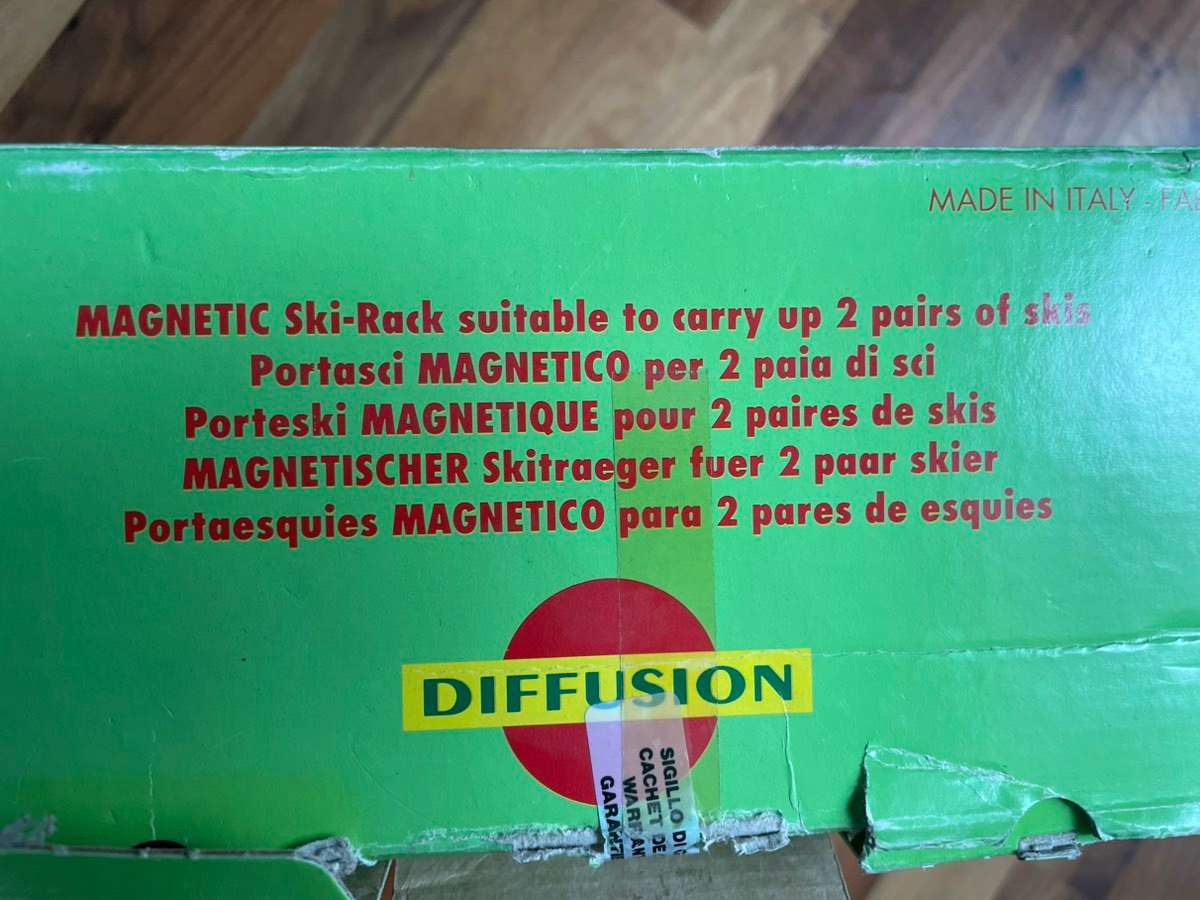 MADE IN ITALY -
MAGNETIC Ski-Rack suitable to carry up 2 pairs of skis
Portasci MAGNETICO per 2 paia di sci
Porteski MAGNETIQUE pour 2 paires de skis
MAGNETISCHER Skitraeger fuer 2 paar skier
Portaesquies MAGNETICO para 2 pares de esquies
DIFFUSION
SIGILLO DI
CACHET DE